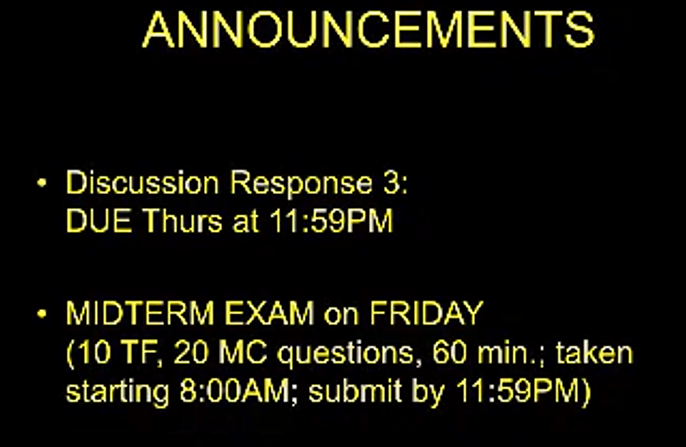 ANNOUNCEMENTS
• Discussion Response 3:
DUE Thurs at 11:59PM
• MIDTERM EXAM on FRIDAY
(10 TF, 20 MC questions, 60 min.; taken
starting 8:00AM; submit by 11:59PM)